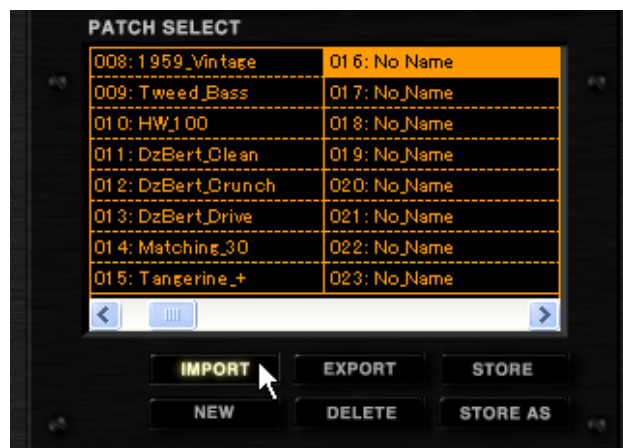 PATCH SELECT
008: 1959_Vintage 016: No Name
009: Tweed_Bass 017: No_Name
010: HW_100 018: No_Name
011: DzBert_Clean 019: No_Name
012: DzBert_Crunch 020: No_Name
013: DzBert_Drive 021: No_Name
014: Matching_30 022: No_Name
015: Tangerine_+ 023: No_Name
IMPORT EXPORT STORE
NEW DELETE STORE AS